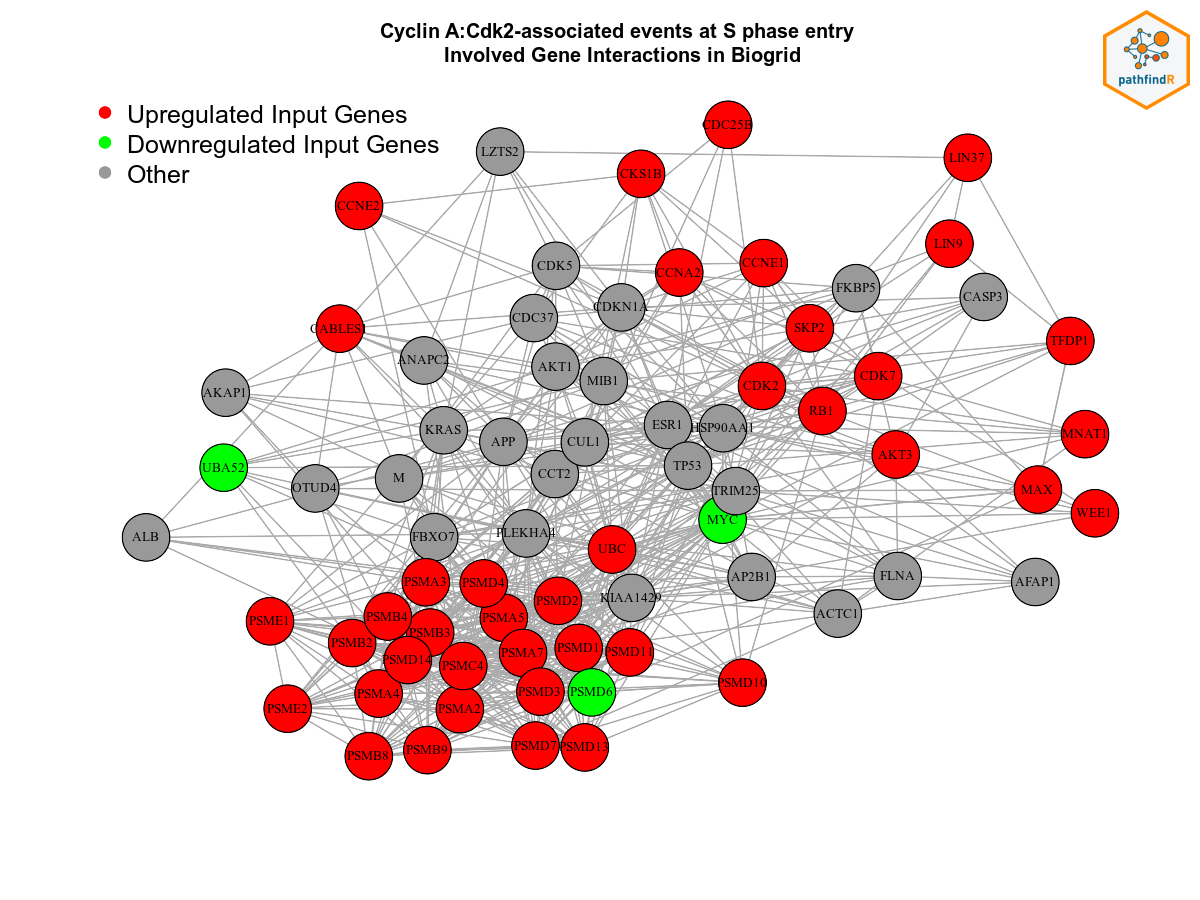 Cyclin A:Cdk2-associated events at S phase entry
Involved Gene Interactions in Biogrid
pathfindR
Upregulated Input Genes
Downregulated Input Genes
Other
CDC25B
LZTS2
LIN37
CKS1B
CCNE2
LIN9
CDK5
CCNA2
CCNE1
FKBP5
CASP3
CDKN1A
CDC37
CABLES1
SKP2
TFDP1
ANAPC2
AKT1
MIB1
CDK2
CDK7
AKAP1
RB1
KRAS
APP
CUL1
ESR1
HSP90AA1
MNAT1
AKT3
UBA52
M
CCT2
TP53
OTUD4
TRIM25
MAX
WEE1
MYC
ALB
FBXO7
PLEKHA4
UBC
PSMA3
PSMD4
AP2B1
FLNA
AFAP1
PSMD2
KIAA1429
PSME1
PSMB4
PSMA5
ACTC1
PSMB2
PSMB3
PSMD14
PSMC4
PSMA7
PSMD1
PSMD11
PSMD10
PSMA4
PSMD3
PSMD6
PSME2
PSMA2
PSMB8
PSMB9
PSMD7
PSMD13